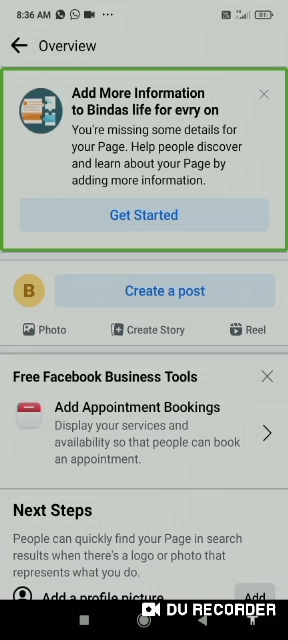 8:36 AM
91
Overview
Add More Information
to Bindas life for evry on
You're missing some details for
your Page. Help people discover
and learn about your Page by
adding more information.
Get Started
B
Create a post
Photo
Create Story
Reel
Free Facebook Business Tools
Add Appointment Bookings
Display your services and
availability so that people can book
an appointment.
Next Steps
People can quickly find your Page in search
results when there's a logo or photo that
represents what you do.
Add a profile picture
Add
DU RECORDER